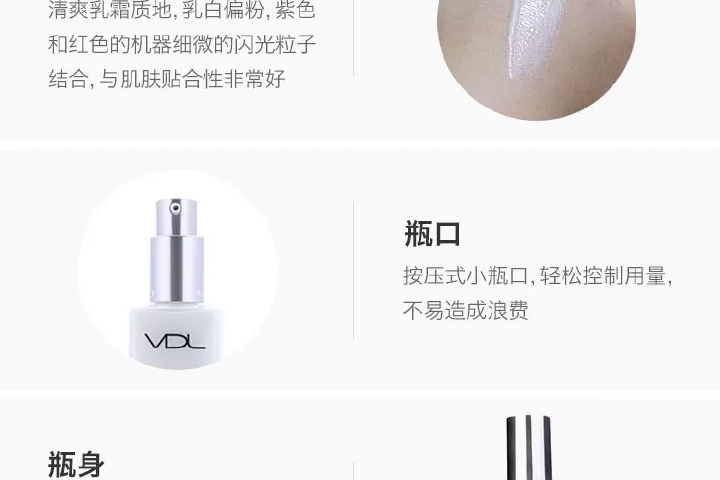 清爽乳霜质地, 乳白偏粉, 紫色
和红色的机器细微的闪光粒子
结合, 与肌肤贴合性非常好
VDL
瓶口
按压式小瓶口, 轻松控制用量,
不易造成浪费
瓶身